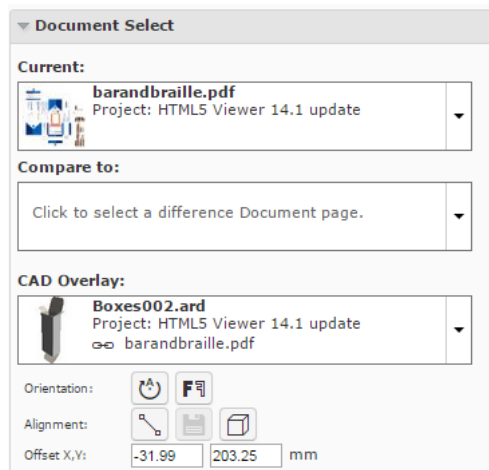 Document Select
Current:
barandbraille.pdf
Project: HTML5 Viewer 14.1 update
Compare to:
Click to select a difference Document page.
CAD Overlay:
Boxes002.ard
Project: HTML5 Viewer 14.1 update
barandbraille.pdf
Orientation:
Alignment:
Offset X,Y: -31.99 203.25 mm